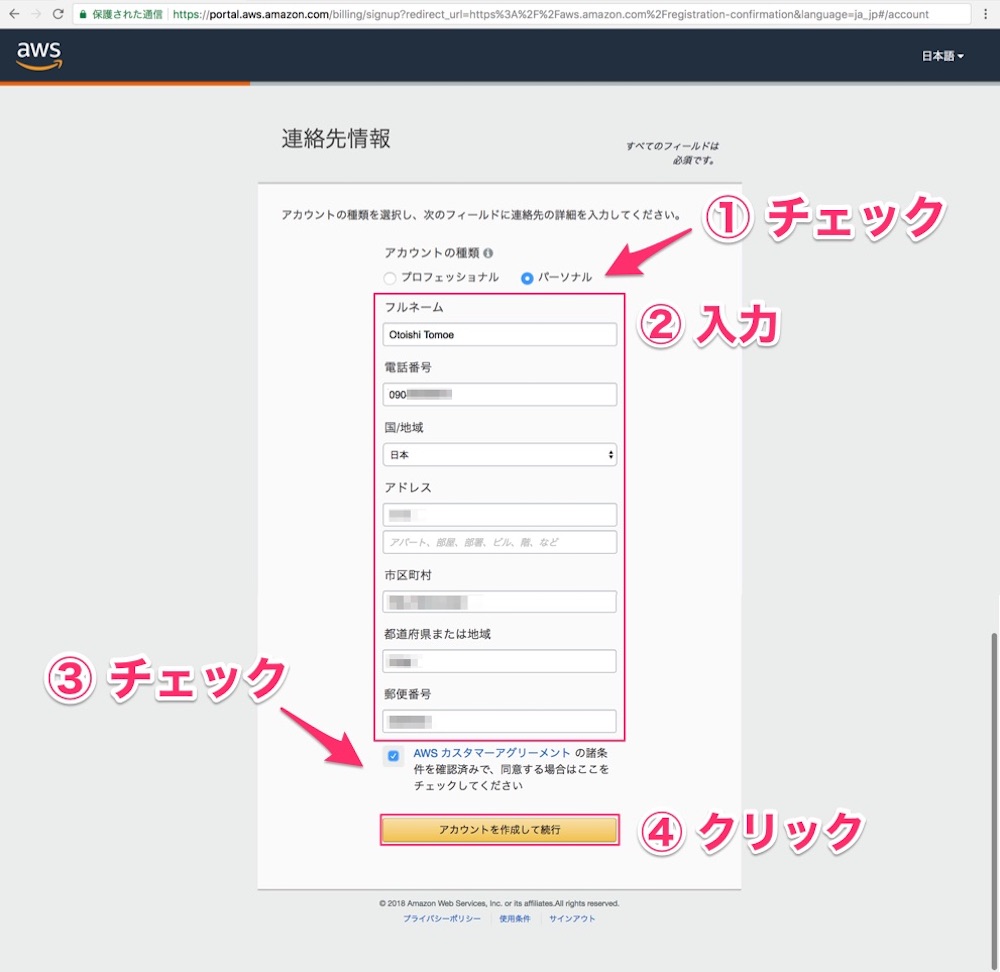 保護された通信 https://portal.aws.amazon.com/billing/signup?redirect_url=https%3A%2F%2Faws.amazon.com%2Fregistration-confirmation&language=ja_jp#/account
aws
日本語
連絡先情報
すべてのフィールドは
必須です。
アカウントの種類を選択し、次のフィールドに連絡先の詳細を入力してください。
① チェック
アカウントの種類
プロフェッショナル パーソナル
フルネーム
② 入力
Otoishi Tomoe
電話番号
090
国/地域
日本
アドレス
アパート、部屋、部署、ビル、階、など
市区町村
都道府県または地域
③ チェック
郵便番号
AWS カスタマーアグリーメント の諸条
件を確認済みで、同意する場合はここを
チェックしてください
アカウントを作成して続行
④ クリック
© 2018 Amazon Web Services, Inc. or its affiliates.All rights reserved.
プライバシーポリシー 使用条件 サインアウト